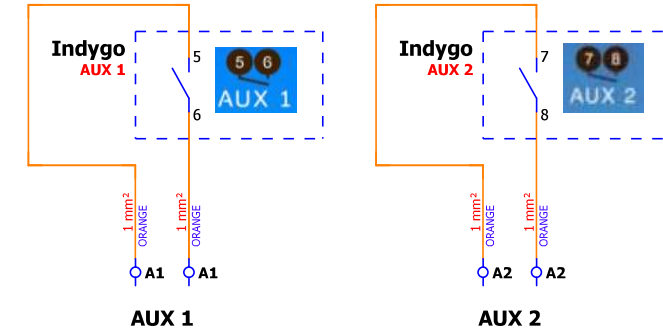 Indygo
AUX 1
5
5 6
AUX 1
6
1 mm²
ORANGE
1 mm²
ORANGE
A1
A1
AUX 1
Indygo
AUX 2
7
7 8
AUX 2
8
1 mm²
ORANGE
1 mm²
ORANGE
A2
A2
AUX 2